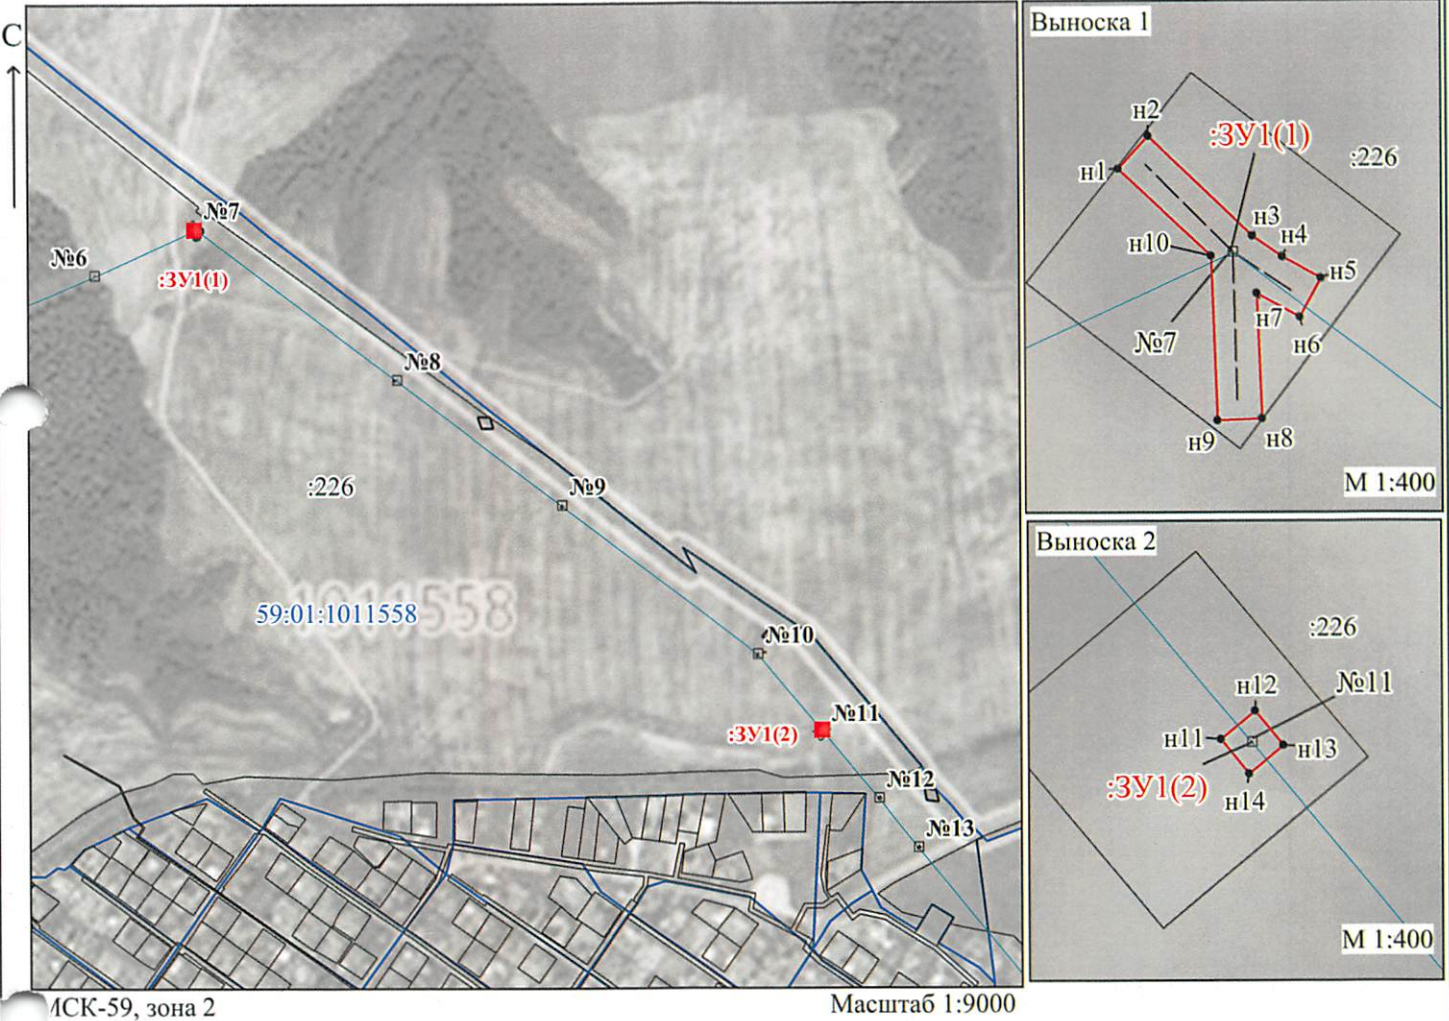 С
№7
№6
:ЗУ1(1)
№8
:226
№9
1011558
59:01:1011558
№10
№11
:ЗУ1(2)
№12
№13
МСК-59, зона 2
Масштаб 1:9000
Выноска 1
н2
:ЗУ1(1)
:226
н1
н3
н10
н4
н5
н7
№7
н6
н9
н8
М 1:400
Выноска 2
:226
н12
№11
н11
н13
:ЗУ1(2)
н14
М 1:400